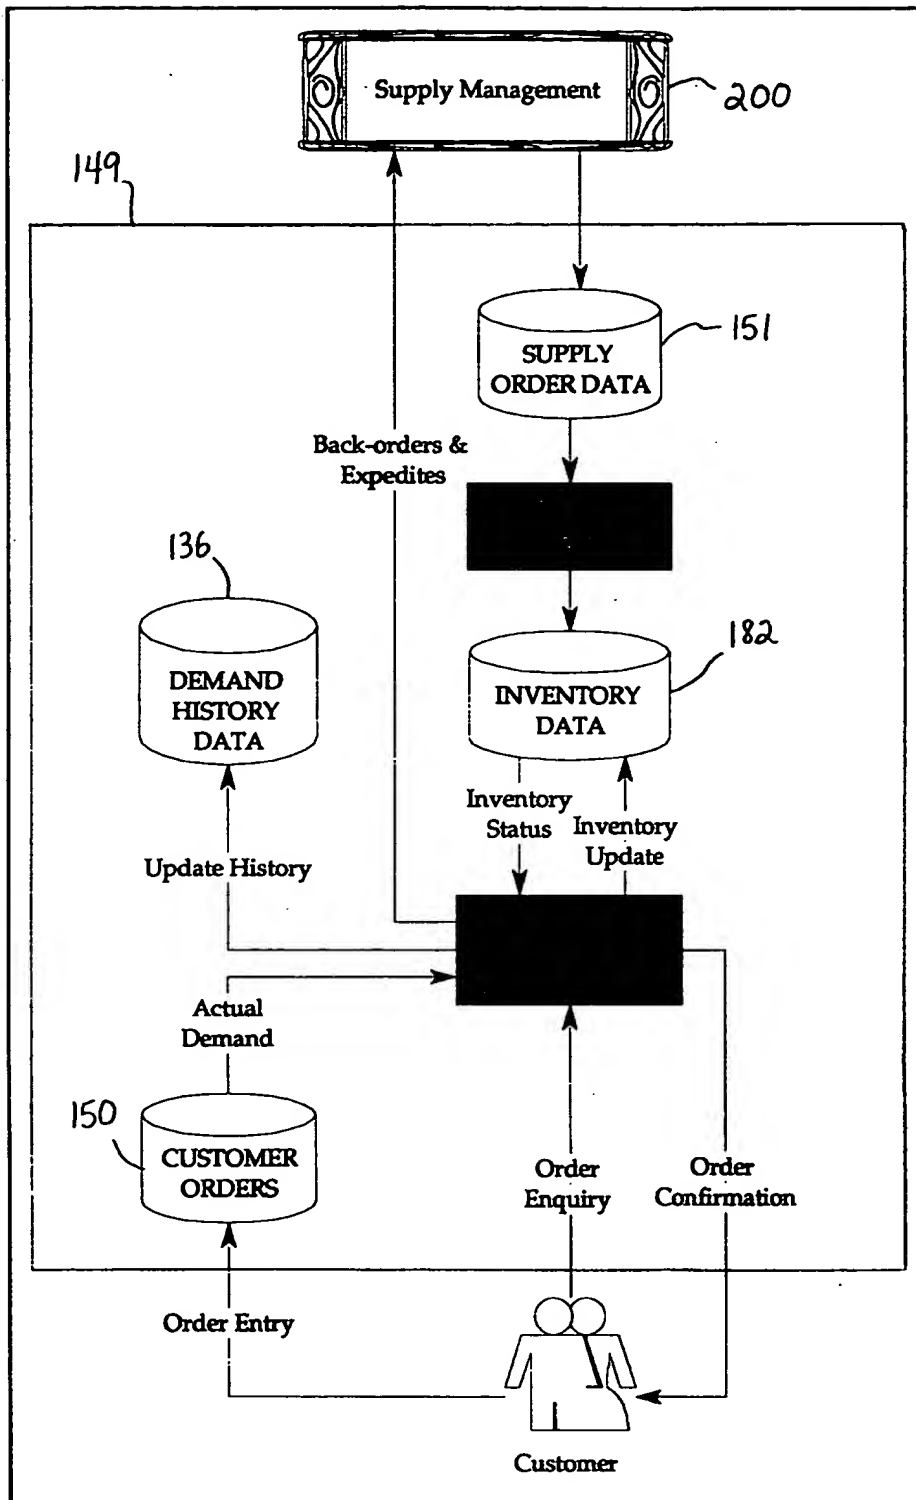 Supply Management
200
149
SUPPLY
ORDER DATA
151
Back-orders &
Expedites
136
DEMAND
HISTORY
DATA
182
INVENTORY
DATA
Inventory
Status
Inventory
Update
Update History
Actual
Demand
150
CUSTOMER
ORDERS
Order
Enquiry
Order
Confirmation
Order Entry
Customer